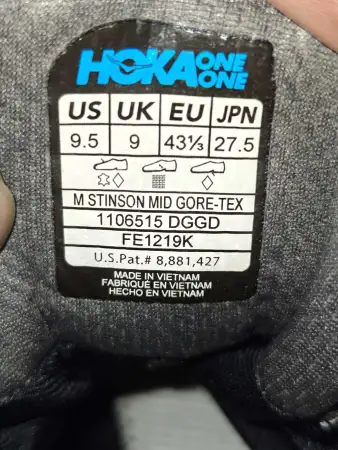 HOKA ONE ONE
US UK EU JPN
9.5 9 43⅓ 27.5
M STINSON MID GORE-TEX
1106515 DGGD
FE1219K
U.S.Pat.# 8,881,427
MADE IN VIETNAM
FABRIQUÉ EN VIETNAM
HECHO EN VIETNAM